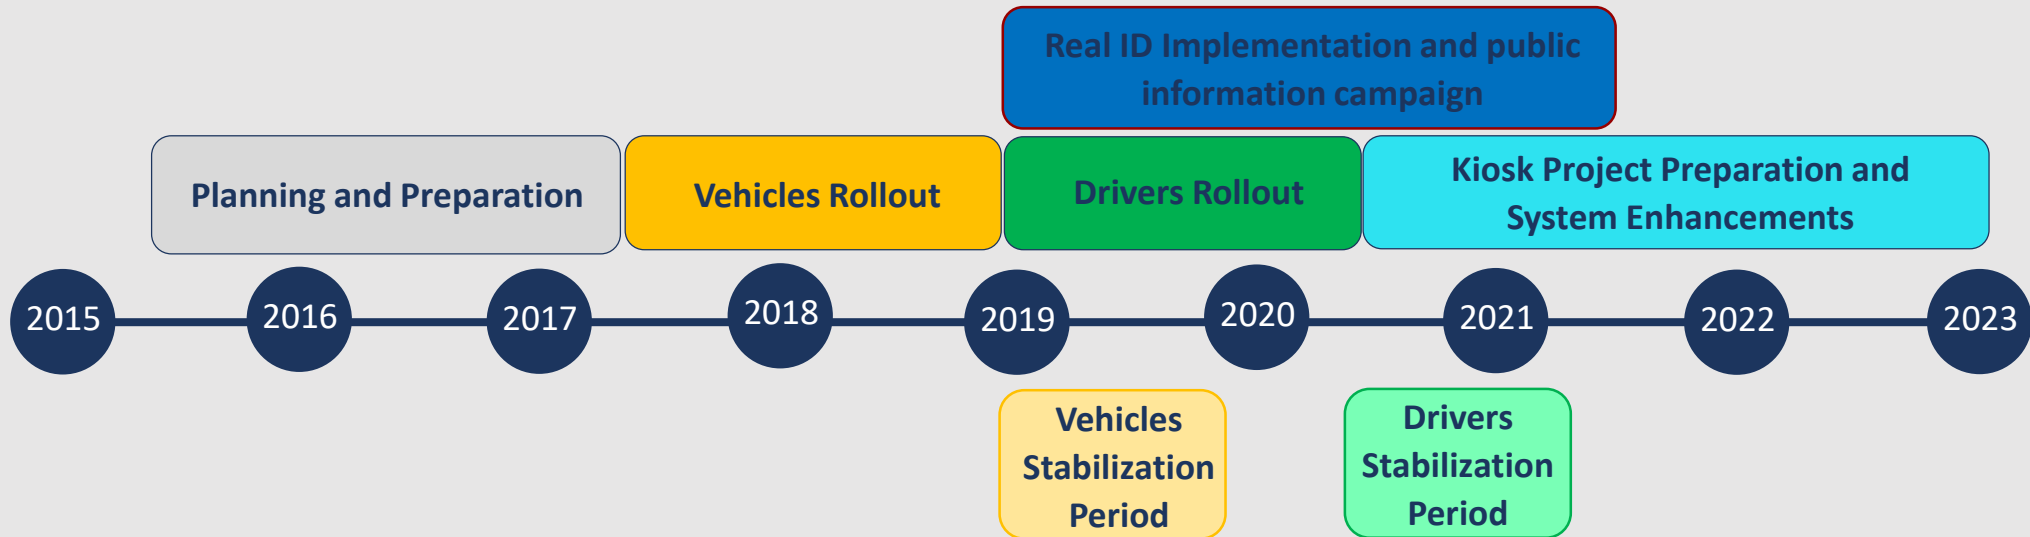 Real ID Implementation and public
information campaign
Planning and Preparation
Vehicles Rollout
Drivers Rollout
Kiosk Project Preparation and
System Enhancements
2015
2016
2017
2018
2019
2020
2021
2022
2023
Vehicles
Stabilization
Period
Drivers
Stabilization
Period